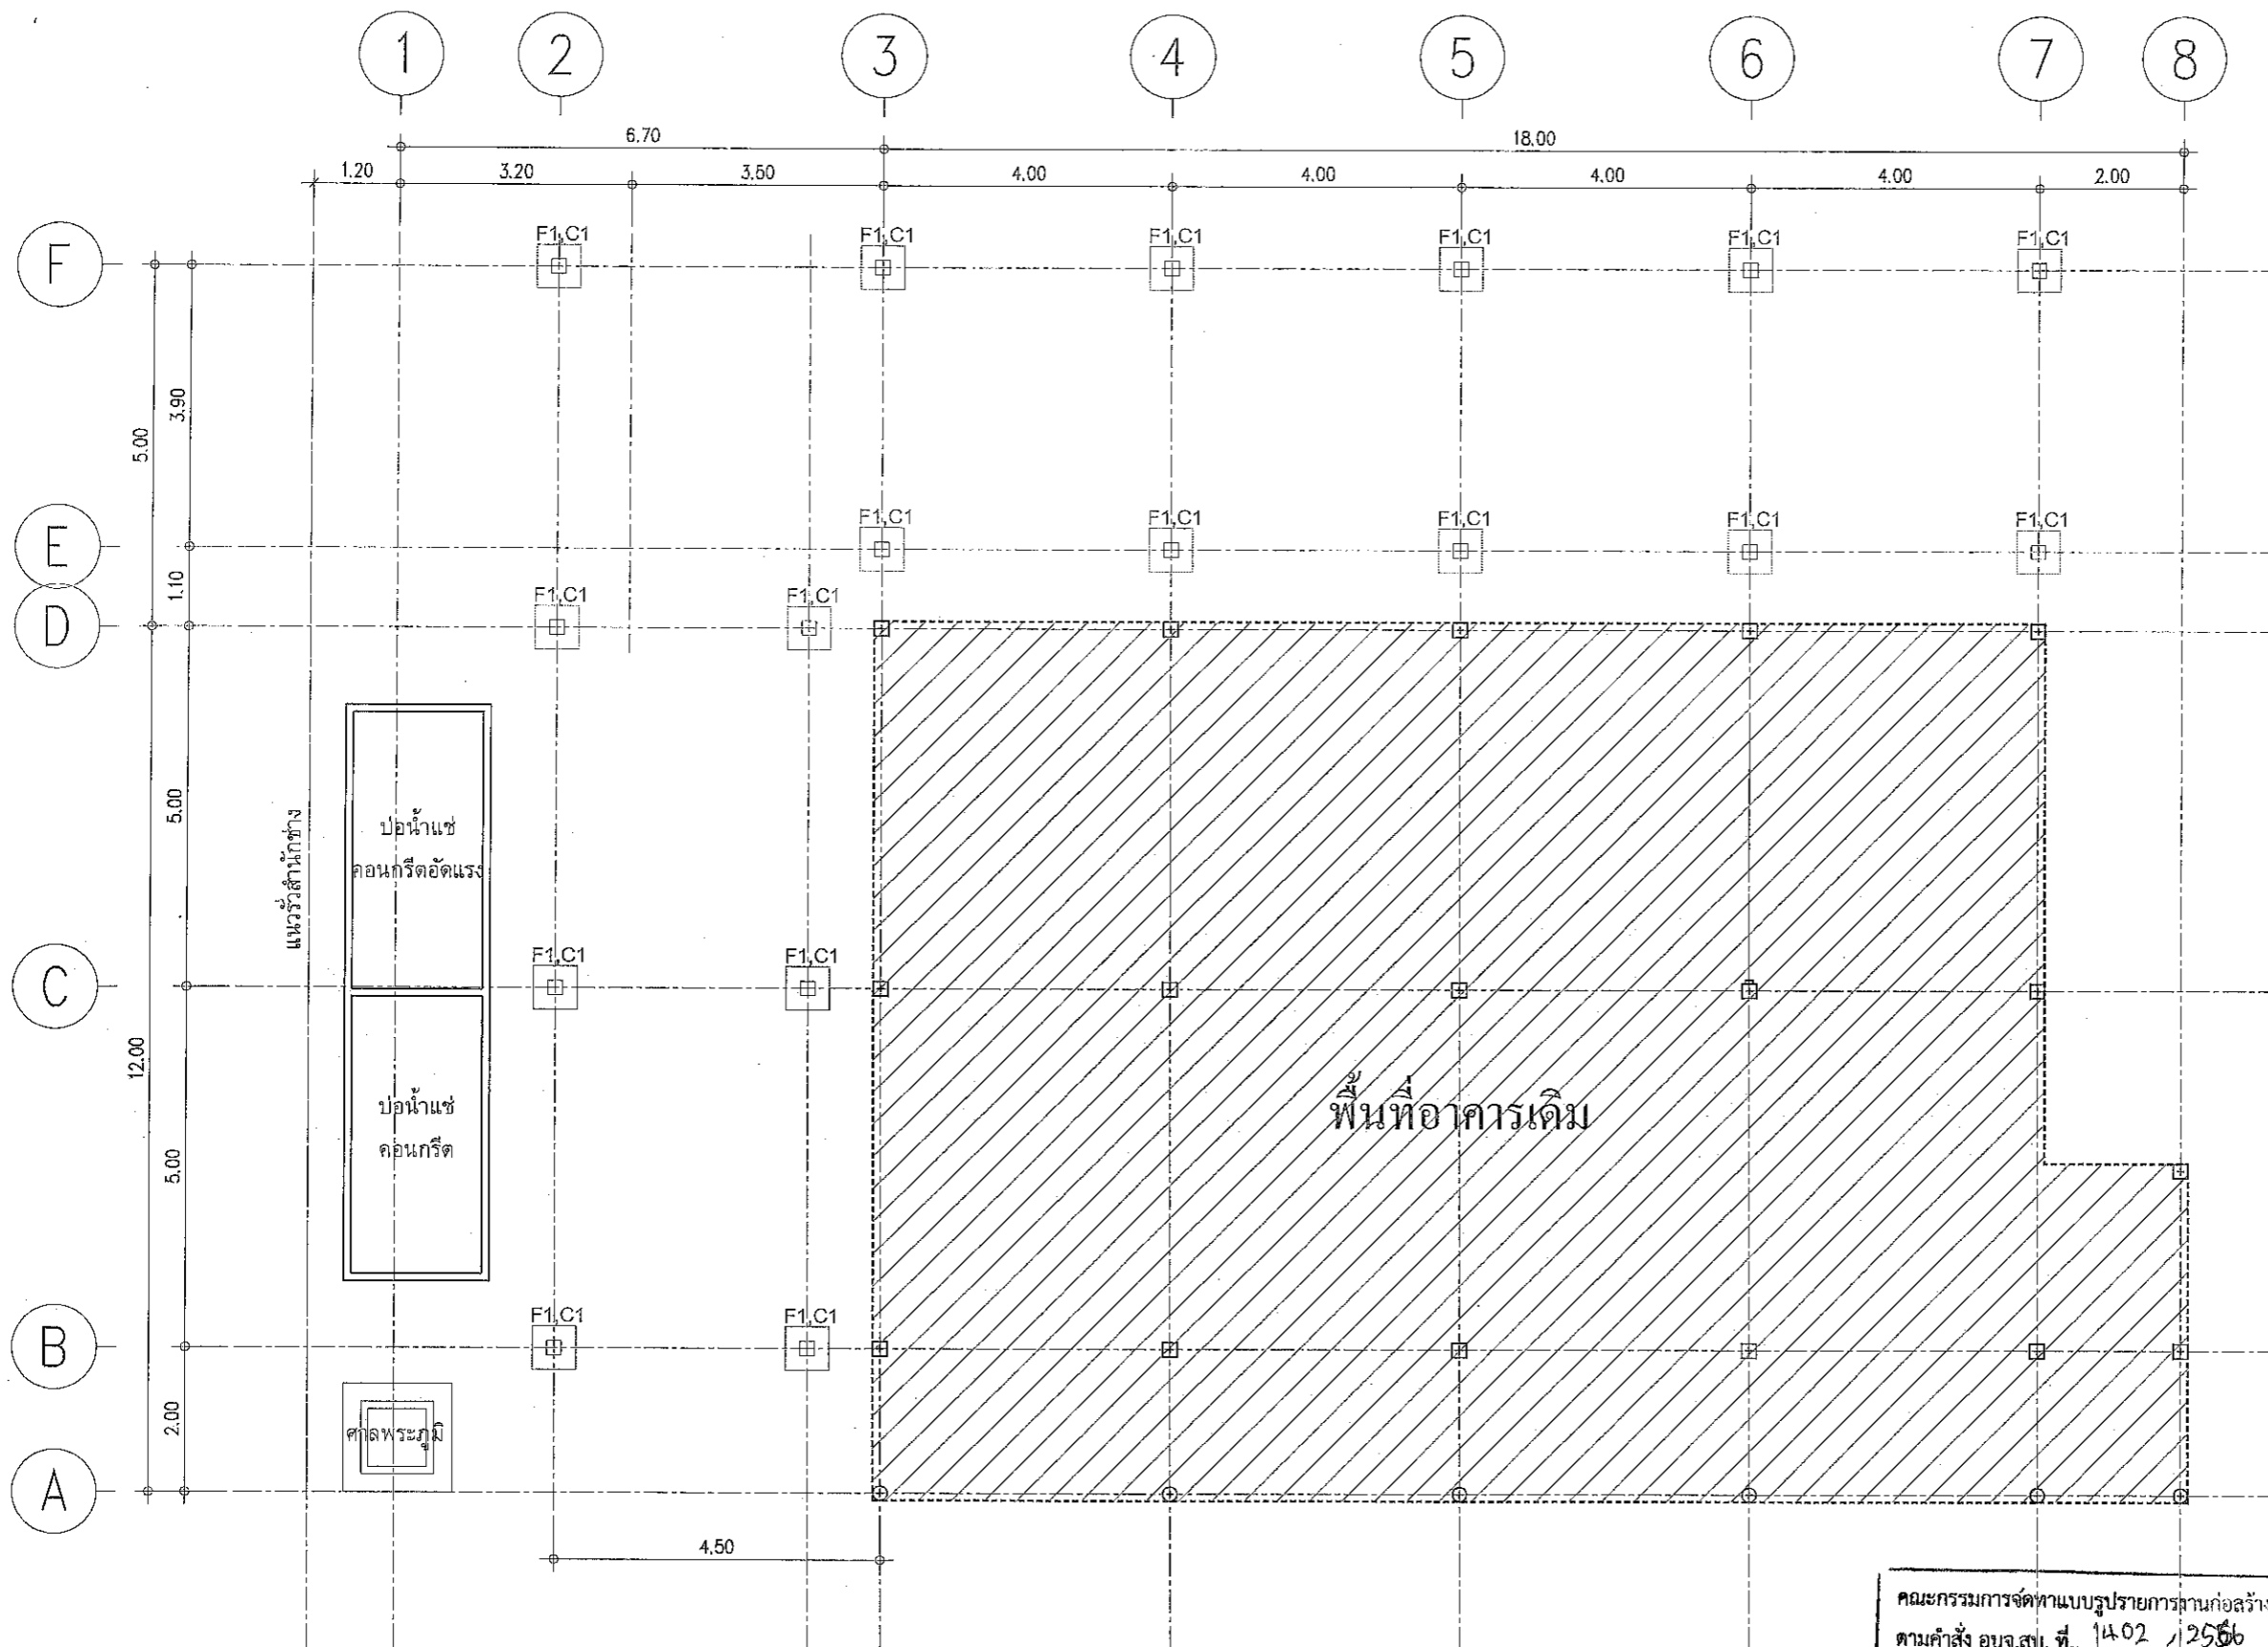 1 2 3 4 5 6 7 8
6.70 18.00
1.20 3.20 3.50 4.00 4.00 4.00 4.00 2.00
F1,C1 F1,C1 F1,C1 F1,C1 F1,C1 F1,C1
F
3.90
5.00
F1,C1 F1,C1 F1,C1 F1,C1 F1,C1
E
1.10
F1,C1 F1,C1
D
5.00
แนวรั้วสำนักช่าง
บ่อน้ำแช่
คอนกรีตอัดแรง
F1,C1 F1,C1
C
12.00
บ่อน้ำแช่
คอนกรีต
พื้นที่อาคารเดิม
5.00
F1,C1 F1,C1
B
2.00
ศาลพระภูมิ
A
4.50
คณะกรรมการจัดทำแบบรูปรายการงานก่อสร้าง
ตามคำสั่ง อบจ.สบ. ที่ 1402 / 2556